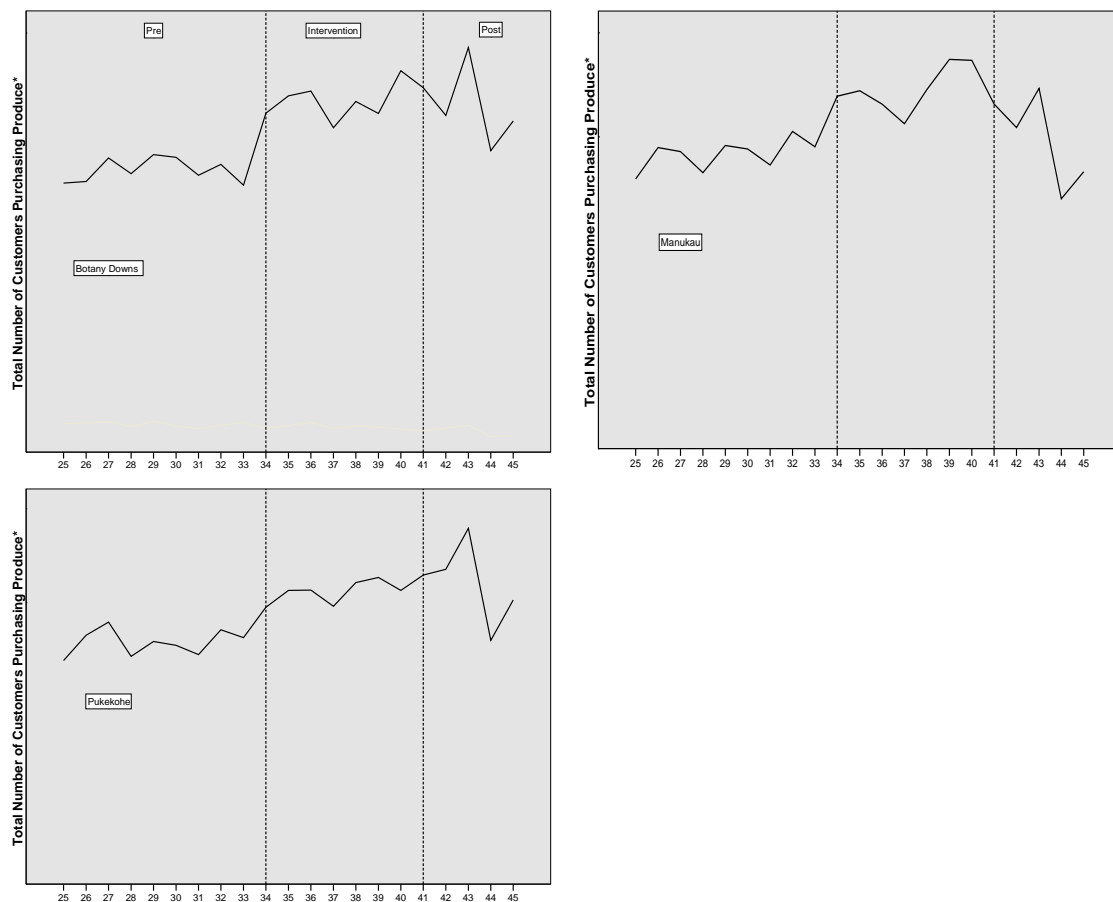 Total Number of Customers Purchasing Produce*
Pre
Intervention
Post
Botany Downs
25 26 27 28 29 30 31 32 33 34 35 36 37 38 39 40 41 42 43 44 45
Total Number of Customers Purchasing Produce*
Manukau
25 26 27 28 29 30 31 32 33 34 35 36 37 38 39 40 41 42 43 44 45
Total Number of Customers Purchasing Produce*
Pukekohe
25 26 27 28 29 30 31 32 33 34 35 36 37 38 39 40 41 42 43 44 45